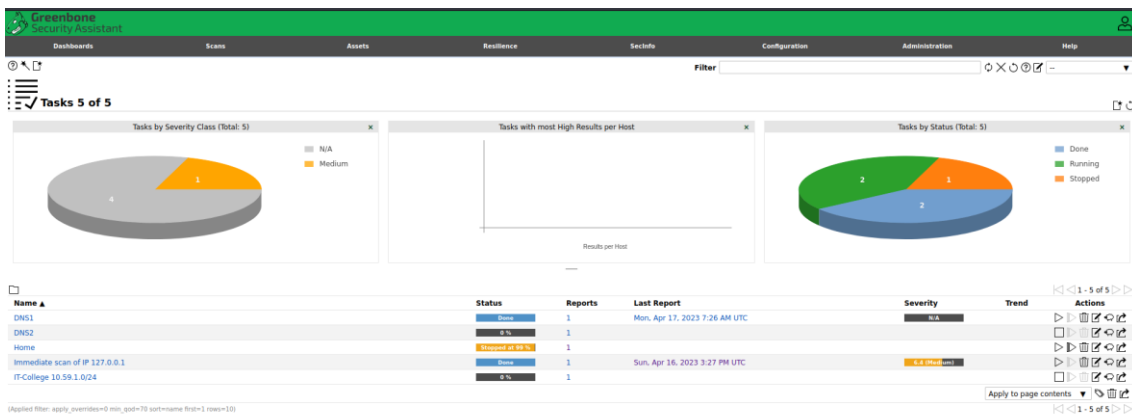 Greenbone
Security Assistant
Dashboards Scans Assets Resilience SecInfo Configuration Administration Help
Filter --
Tasks 5 of 5
Tasks by Severity Class (Total: 5) × Tasks with most High Results per Host × Tasks by Status (Total: 5) ×
N/A
Medium
4
1
Results per Host
Done
Running
Stopped
2
1
2
1 - 5 of 5
Name ▲ Status Reports Last Report Severity Trend Actions
DNS1 Done 1 Mon, Apr 17, 2023 7:26 AM UTC N/A
DNS2 0 % 1
Home Stopped at 99 % 1
Immediate scan of IP 127.0.0.1 Done 1 Sun, Apr 16, 2023 3:27 PM UTC (Medium)
IT-College 10.59.1.0/24 0 % 1
Apply to page contents ▼
(Applied filter: apply_overrides=0 min_qod=70 sort=name first=1 rows=10) 1 - 5 of 5